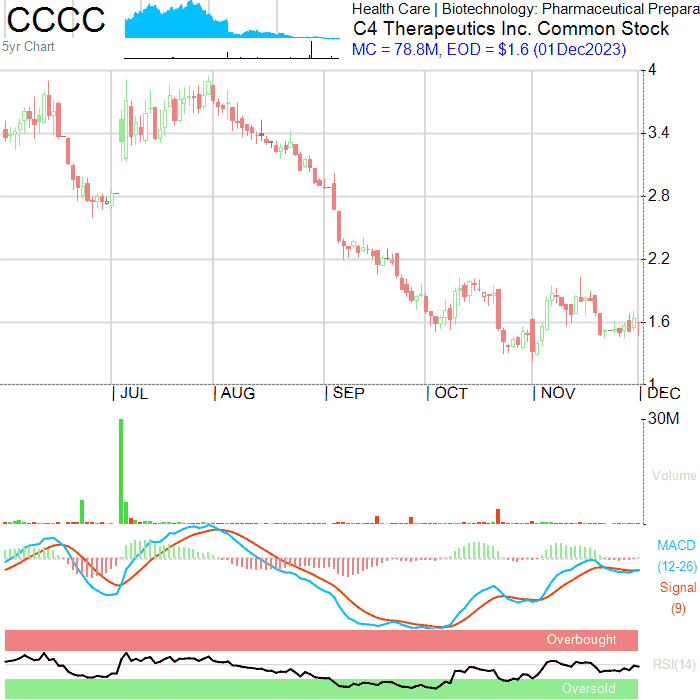 CCCC
5yr Chart
Health Care | Biotechnology: Pharmaceutical Prepara
C4 Therapeutics Inc. Common Stock
MC = 78.8M, EOD = $1.6 (01Dec2023)
4
3.4
2.8
2.2
1.6
1
JUL
AUG
SEP
OCT
NOV
DEC
30M
Volume
MACD
(12-26)
Signal
(9)
Overbought
RSI(14)
Oversold